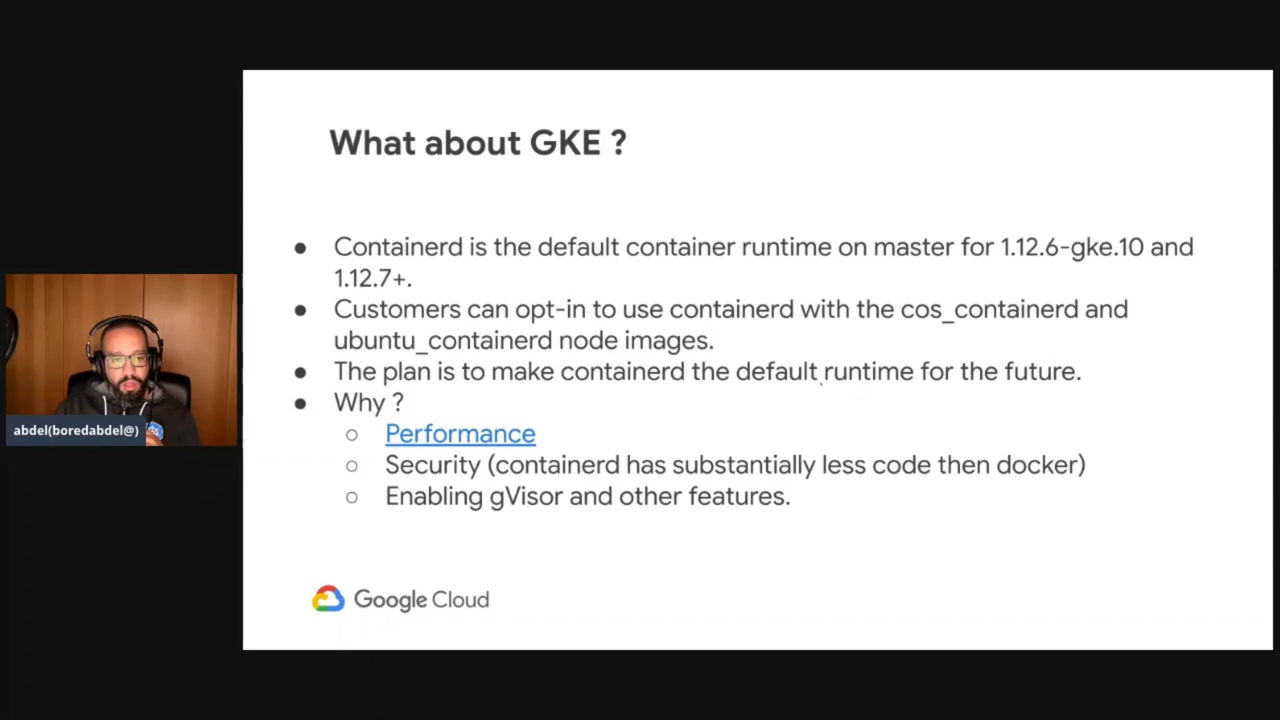 What about GKE ?
● Containerd is the default container runtime on master for 1.12.6-gke.10 and
1.12.7+.
● Customers can opt-in to use containerd with the cos_containerd and
ubuntu_containerd node images.
● The plan is to make containerd the default runtime for the future.
● Why ?
○ Performance
○ Security (containerd has substantially less code then docker)
○ Enabling gVisor and other features.
abdel(boredabdel@)
Google Cloud